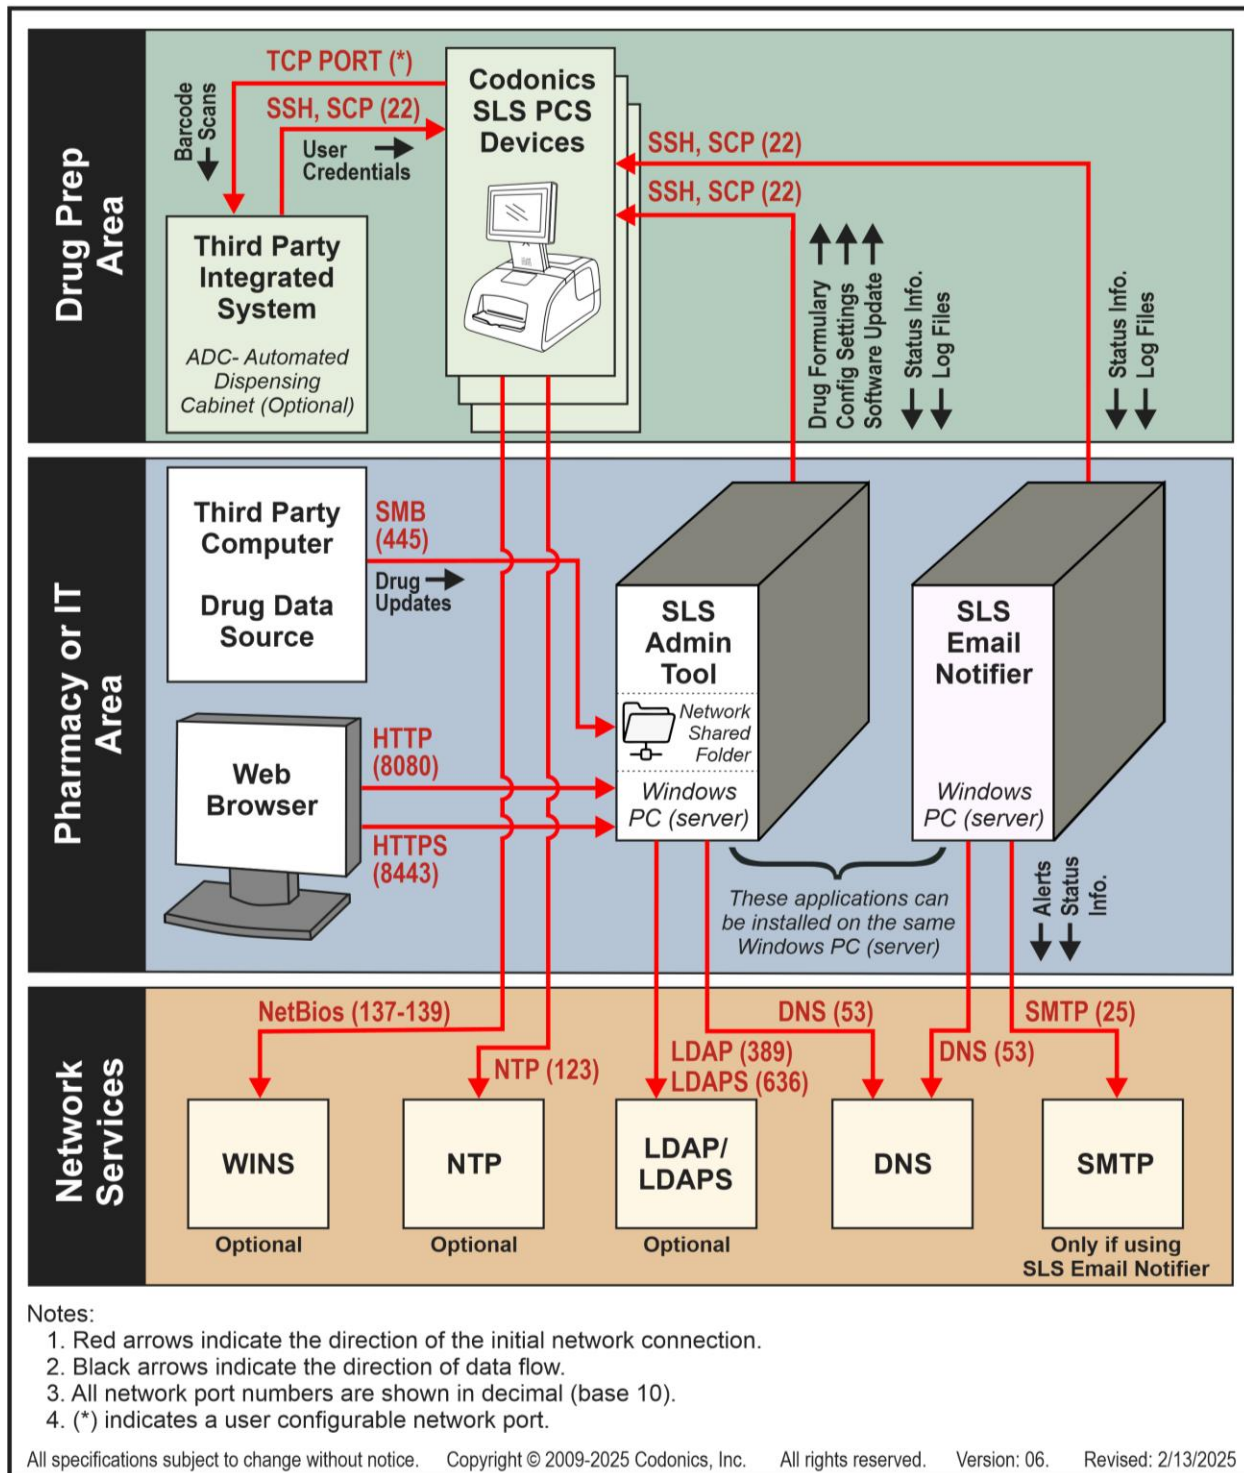 Drug Prep
Area
TCP PORT (*)
SSH, SCP (22)
Barcode
Scans
User
Credentials
Codonics
SLS PCS
Devices
SSH, SCP (22)
SSH, SCP (22)
Third Party
Integrated
System
ADC- Automated
Dispensing
Cabinet (Optional)
Drug Formulary
Config Settings
Software Update
Status Info.
Log Files
Status Info.
Log Files
Pharmacy or IT
Area
Third Party
Computer
Drug Data
Source
SMB
(445)
Drug
Updates
SLS
Admin
Tool
Network
Shared
Folder
Windows
PC (server)
SLS
Email
Notifier
Windows
PC (server)
Web
Browser
HTTP
(8080)
HTTPS
(8443)
These applications can
be installed on the same
Windows PC (server)
Alerts
Status
Info.
Network
Services
NetBios (137-139)
NTP (123)
LDAP (389)
LDAPS (636)
DNS (53)
DNS (53)
SMTP (25)
WINS
Optional
NTP
Optional
LDAP/
LDAPS
Optional
DNS
SMTP
Only if using
SLS Email Notifier
Notes:
1. Red arrows indicate the direction of the initial network connection.
2. Black arrows indicate the direction of data flow.
3. All network port numbers are shown in decimal (base 10).
4. (*) indicates a user configurable network port.
All specifications subject to change without notice. Copyright © 2009-2025 Codonics, Inc. All rights reserved. Version: 06. Revised: 2/13/2025